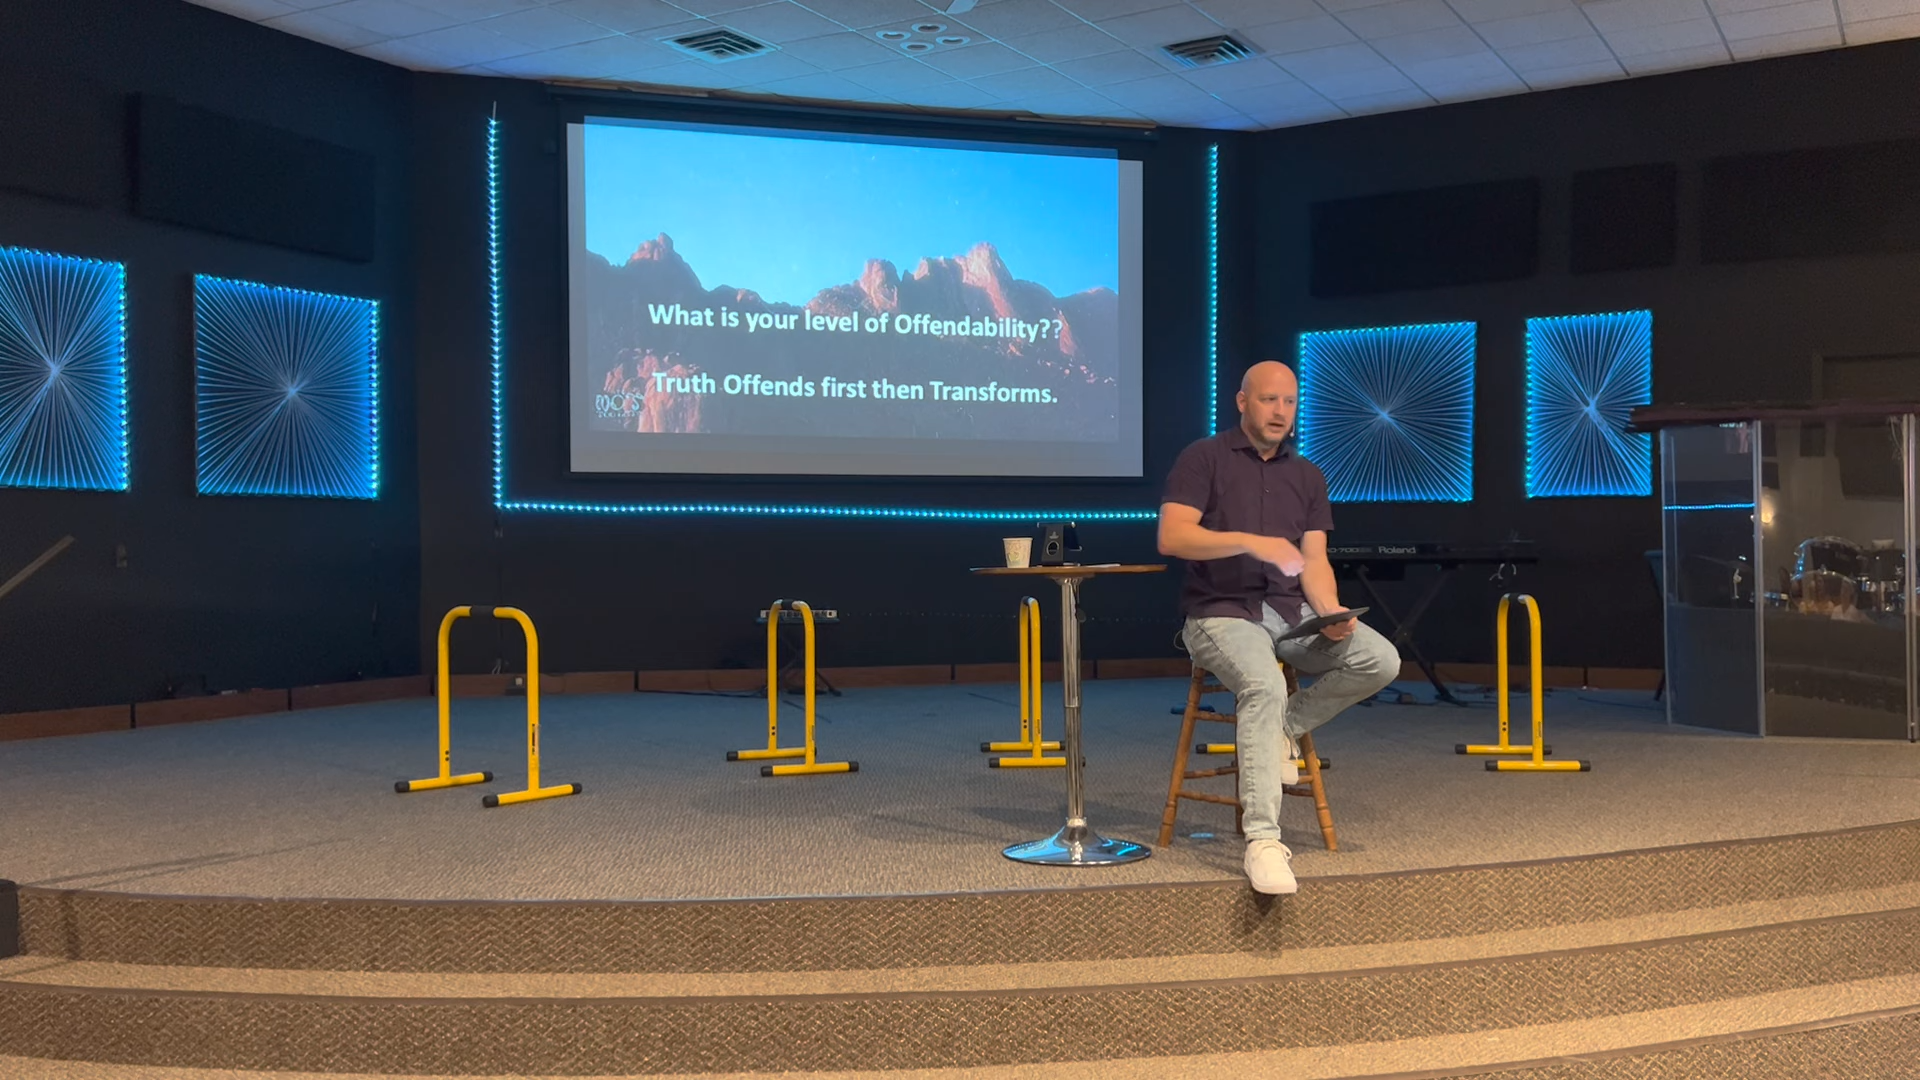 What is your level of Offendability??
Truth Offends first then Transforms.
Roland